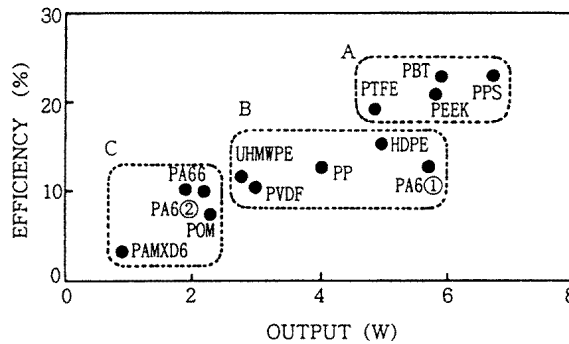 30
20
10
0
EFFICIENCY (%)
A
PBT
PTFE
PPS
PEEK
B
HDPE
UHMWPE
PP
PVDF
PA6①
C
PA66
PA6②
POM
PAMXD6
0 2 4 6 8
OUTPUT (W)